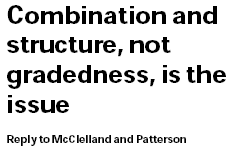 Combination and
structure, not
gradedness, is the
issue
Reply to McClelland and Patterson